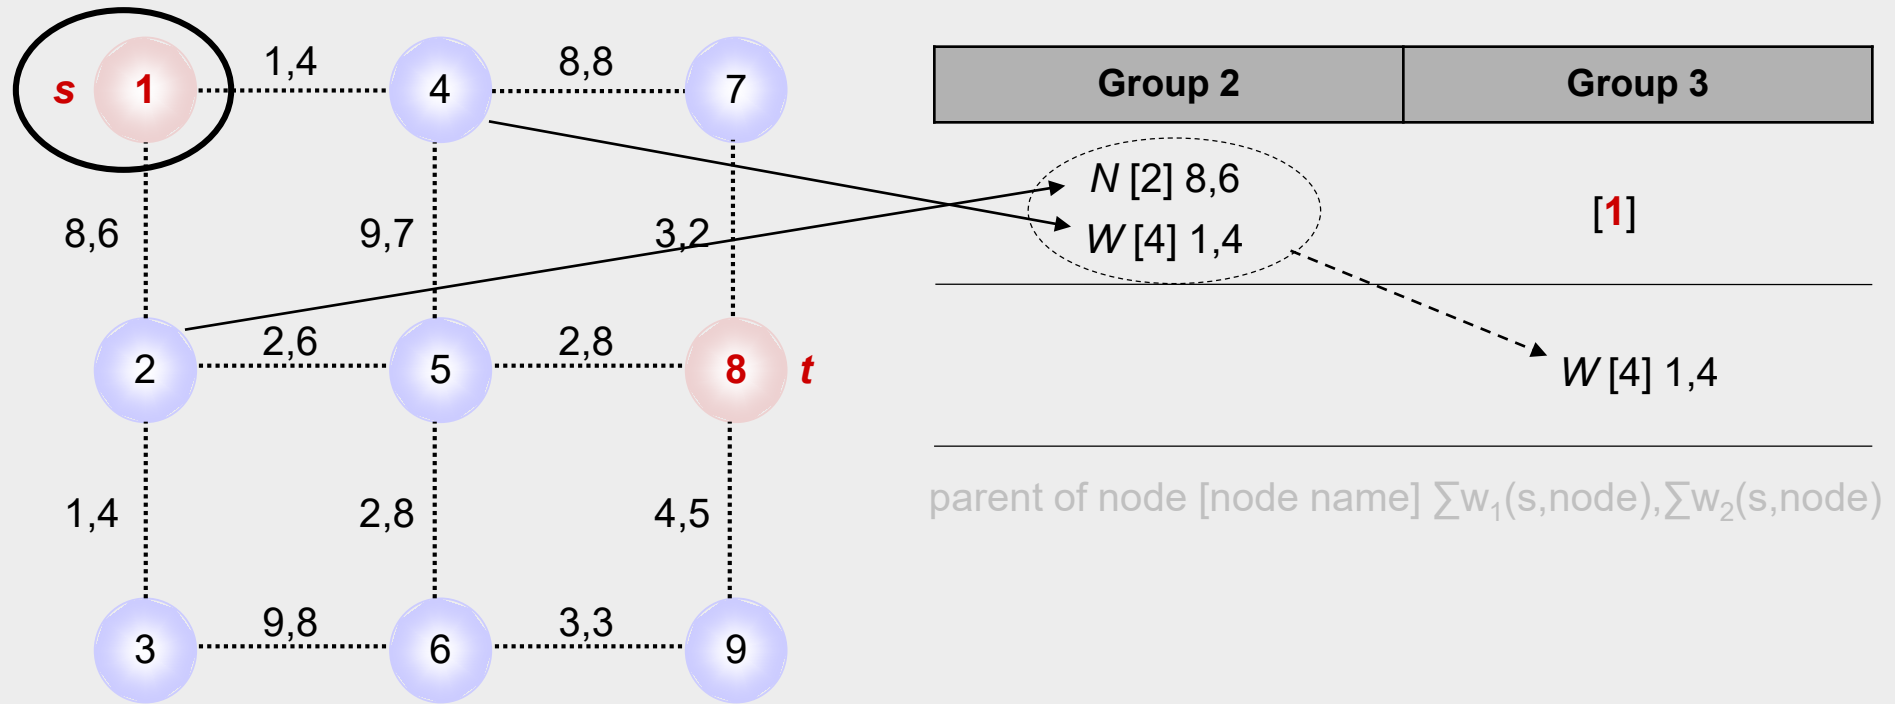 s 1 1,4 4 8,8 7
8,6 9,7 3,2
2 2,6 5 2,8 8 t
1,4 2,8 4,5
3 9,8 6 3,3 9
Group 2 Group 3
N [2] 8,6
W [4] 1,4
[1]
W [4] 1,4
parent of node [node name] ∑w₁(s,node),∑w₂(s,node)